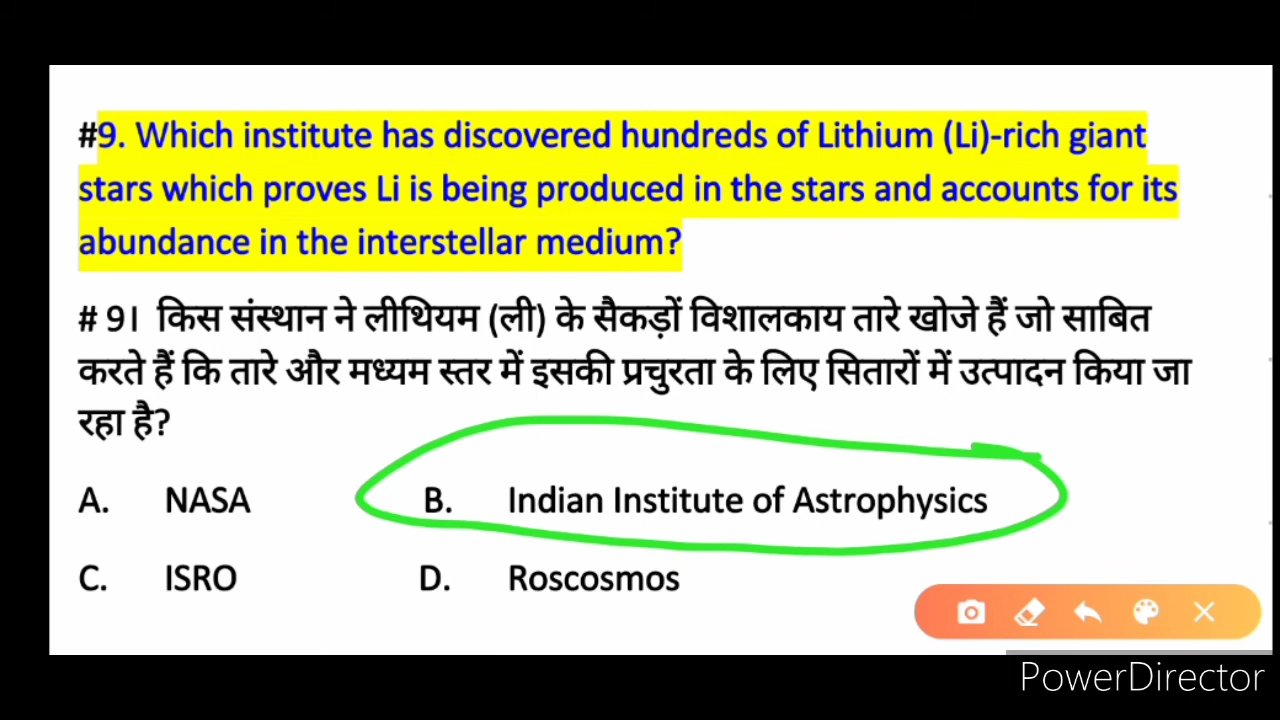 #9. Which institute has discovered hundreds of Lithium (Li)-rich giant
stars which proves Li is being produced in the stars and accounts for its
abundance in the interstellar medium?
# 9। किस संस्थान ने लीथियम (ली) के सैकड़ों विशालकाय तारे खोजे हैं जो साबित
करते हैं कि तारे और मध्यम स्तर में इसकी प्रचुरता के लिए सितारों में उत्पादन किया जा
रहा है?
A. NASA B. Indian Institute of Astrophysics
C. ISRO D. Roscosmos
PowerDirector